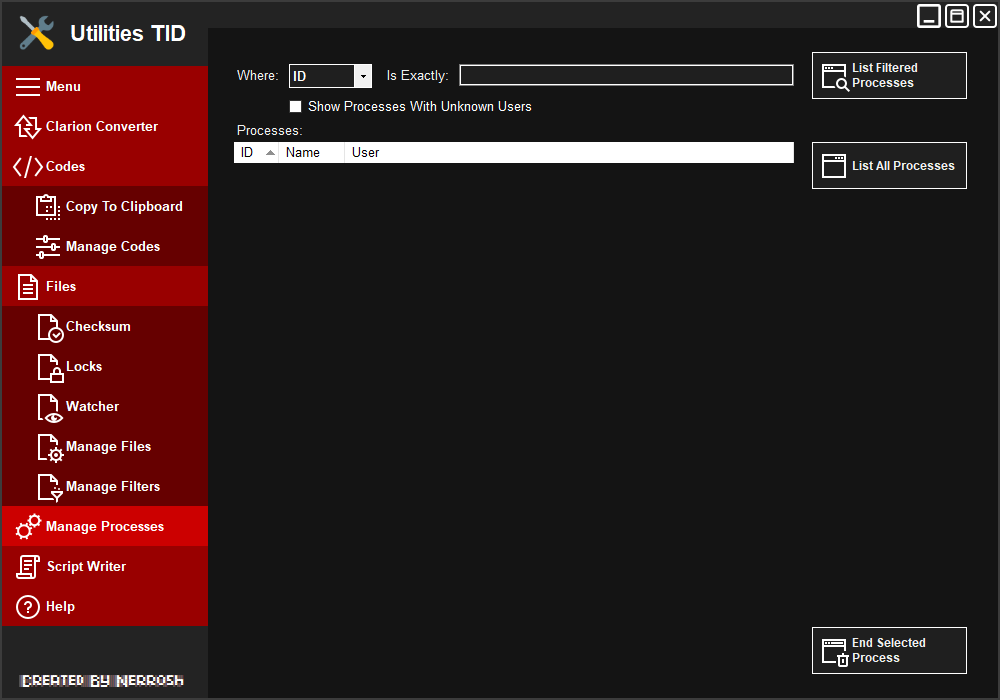 Utilities TID
Menu
Clarion Converter
Codes
Copy To Clipboard
Manage Codes
Files
Checksum
Locks
Watcher
Manage Files
Manage Filters
Manage Processes
Script Writer
Help
CREATED BY MERROSH
Where: ID Is Exactly:
Show Processes With Unknown Users
Processes:
ID Name User
List Filtered
Processes
List All Processes
End Selected
Process